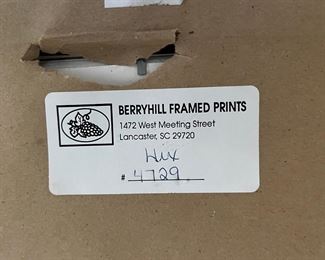 BERRYHILL FRAMED PRINTS
1472 West Meeting Street
Lancaster, SC 29720
Hix
# 4729